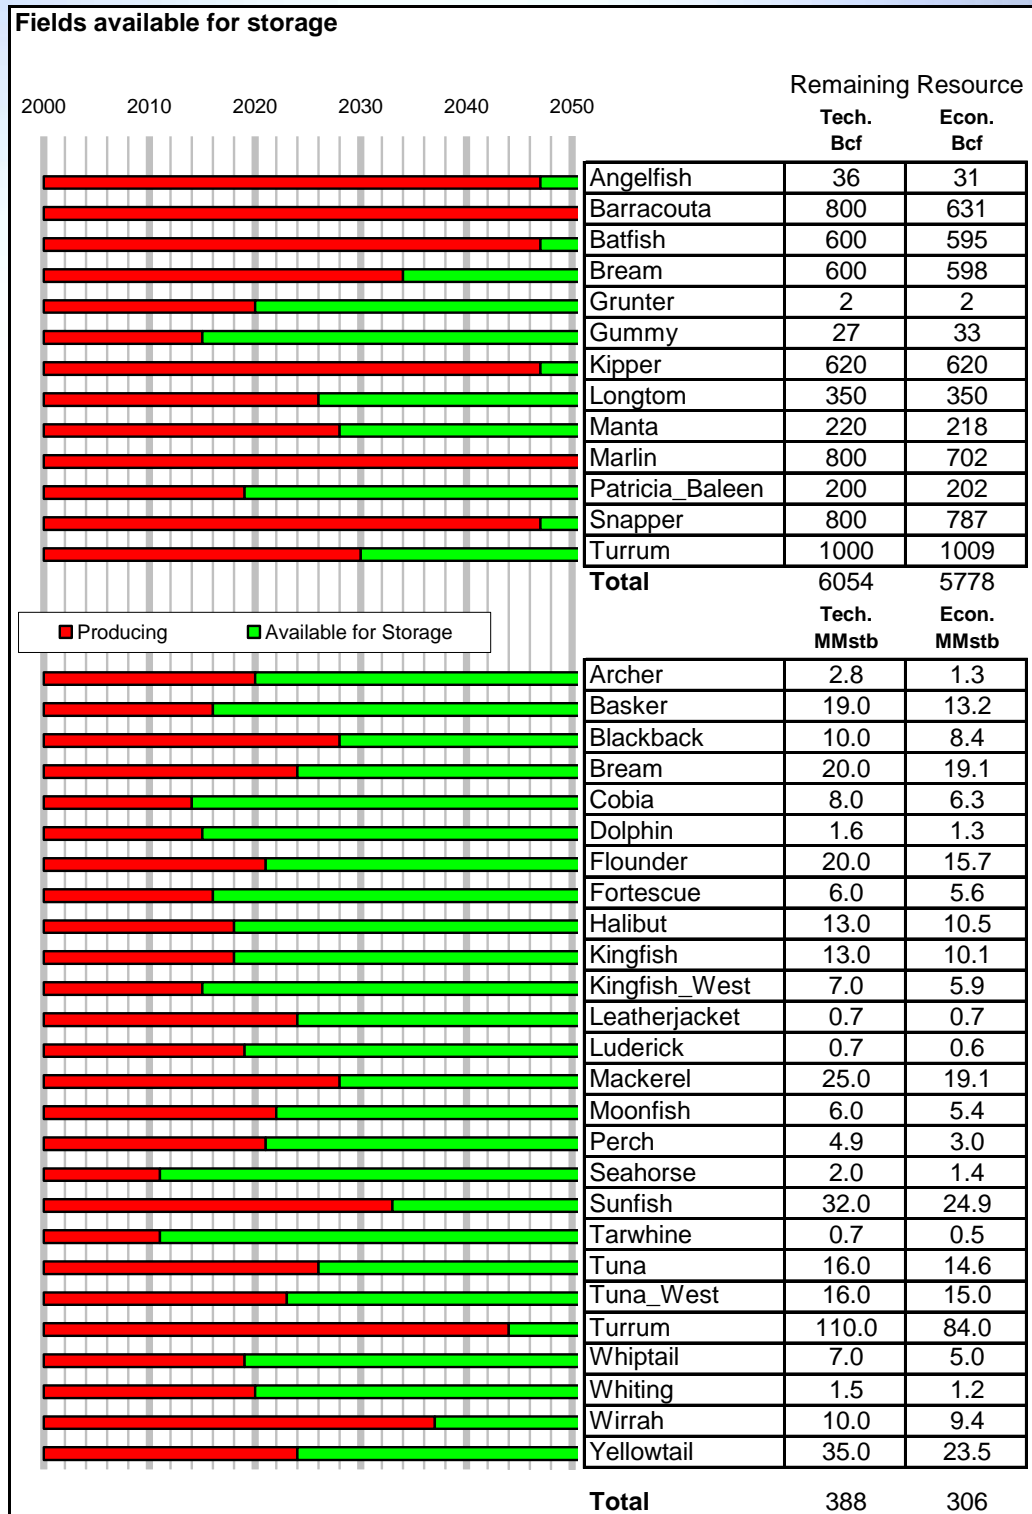 Fields available for storage
Remaining Resource
2000 2010 2020 2030 2040 2050
Tech. Econ.
Bcf Bcf
Angelfish 36 31
Barracouta 800 631
Batfish 600 595
Bream 600 598
Grunter 2 2
Gummy 27 33
Kipper 620 620
Longtom 350 350
Manta 220 218
Marlin 800 702
Patricia_Baleen 200 202
Snapper 800 787
Turrum 1000 1009
Total 6054 5778
Tech. Econ.
Producing Available for Storage
MMstb MMstb
Archer 2.8 1.3
Basker 19.0 13.2
Blackback 10.0 8.4
Bream 20.0 19.1
Cobia 8.0 6.3
Dolphin 1.6 1.3
Flounder 20.0 15.7
Fortescue 6.0 5.6
Halibut 13.0 10.5
Kingfish 13.0 10.1
Kingfish_West 7.0 5.9
Leatherjacket 0.7 0.7
Luderick 0.7 0.6
Mackerel 25.0 19.1
Moonfish 6.0 5.4
Perch 4.9 3.0
Seahorse 2.0 1.4
Sunfish 32.0 24.9
Tarwhine 0.7 0.5
Tuna 16.0 14.6
Tuna_West 16.0 15.0
Turrum 110.0 84.0
Whiptail 7.0 5.0
Whiting 1.5 1.2
Wirrah 10.0 9.4
Yellowtail 35.0 23.5
Total 388 306